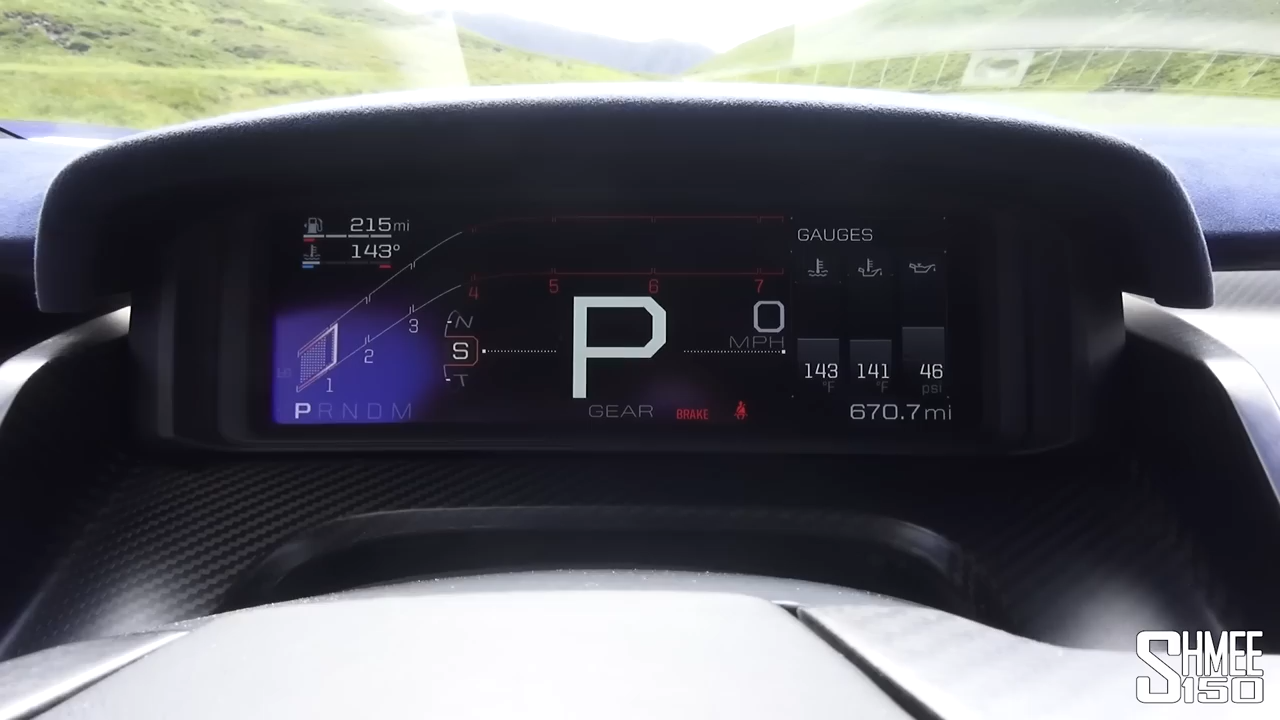 215mi
143°
GAUGES
4 5 6 7
3
2
1
N
S
T
P
0
MPH
143 °F
141 °F
46 psi
P R N D M
GEAR
BRAKE
670.7mi
SHMEE
150